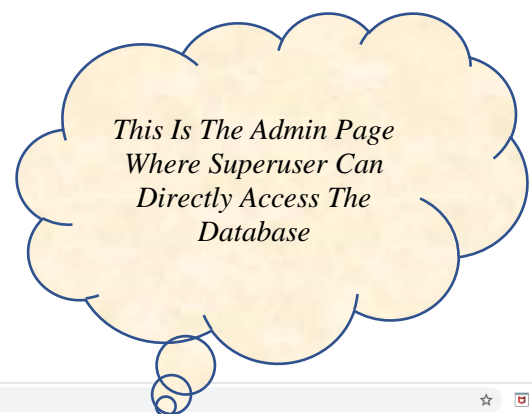 This Is The Admin Page
Where Superuser Can
Directly Access The
Database